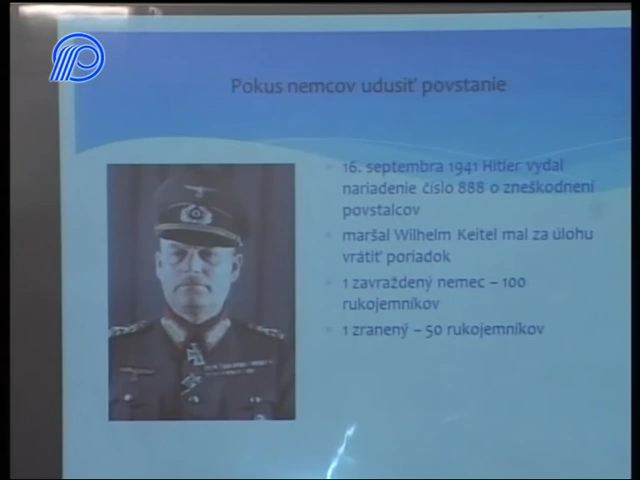 Pokus nemcov udusiť povstanie
16. septembra 1941 Hitler vydal
nariadenie číslo 888 o zneškodnení
povstalcov
maršal Wilhelm Keitel mal za úlohu
vrátiť poriadok
1 zavraždený nemec – 100
rukojemníkov
1 zranený – 50 rukojemníkov